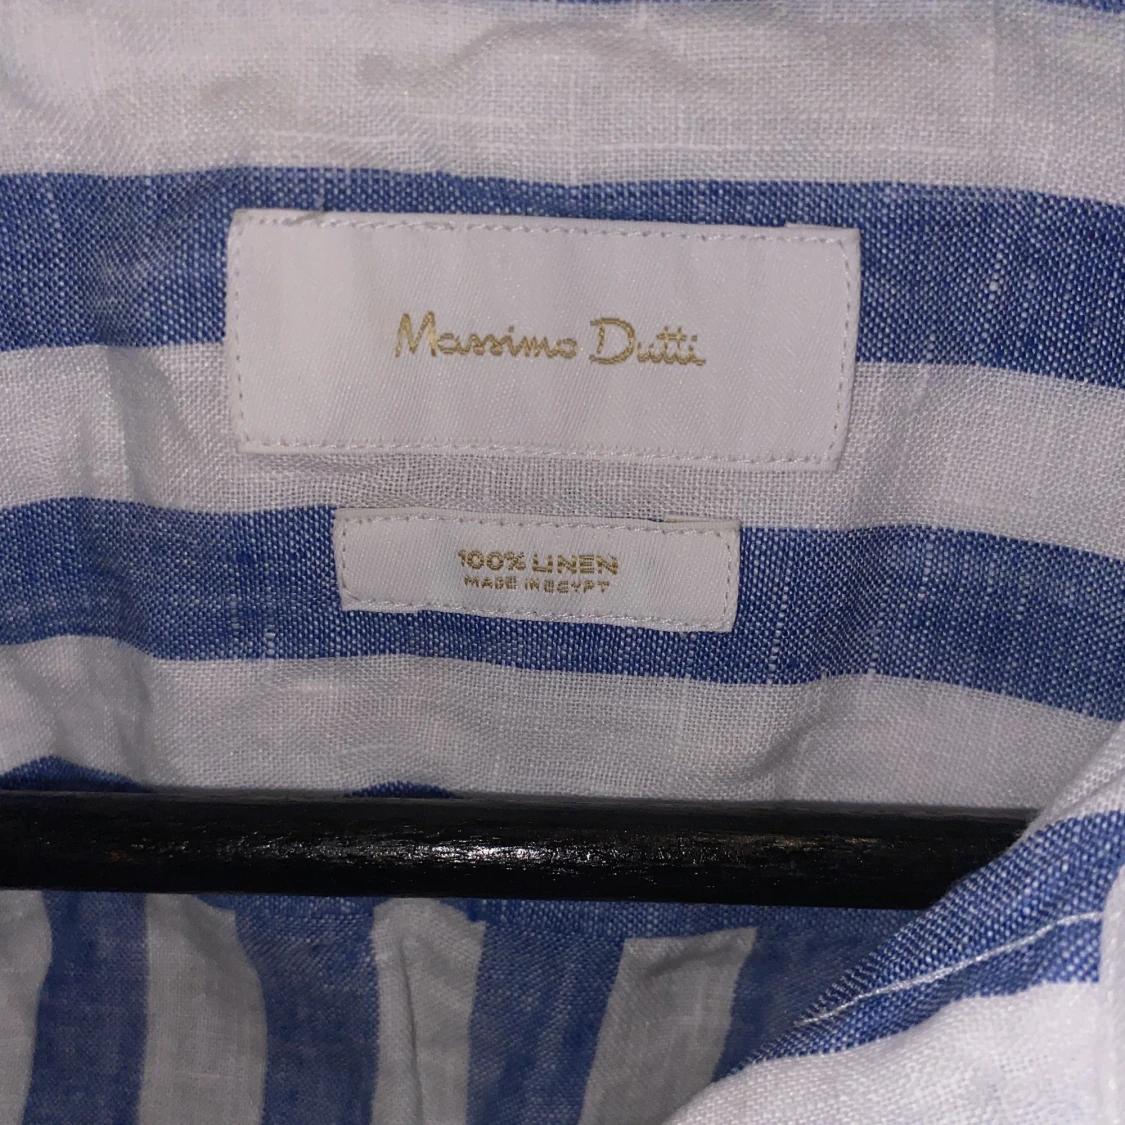 Massimo Dutti
100% LINEN
MADE IN EGYPT